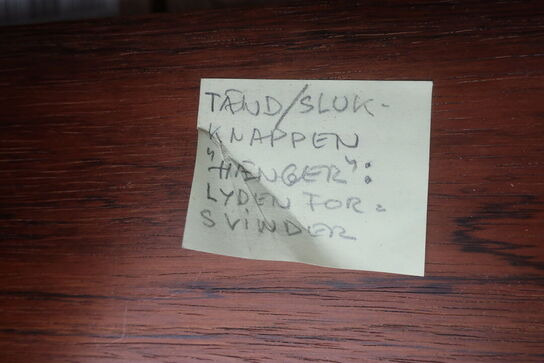 TÆND/SLUK-
KNAPPEN
"HÆNGER":
LYDEN FOR-
SVINDER